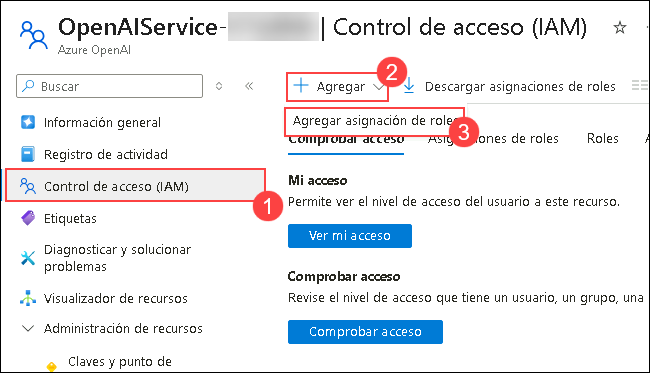 OpenAIService- | Control de acceso (IAM)
Azure OpenAI
Buscar
Agregar
Descargar asignaciones de roles
2
Agregar asignación de roles
3
Información general
Comprobar acceso
Asignaciones de roles
Roles
Registro de actividad
Control de acceso (IAM)
1
Mi acceso
Permite ver el nivel de acceso del usuario a este recurso.
Etiquetas
Ver mi acceso
Diagnosticar y solucionar
problemas
Comprobar acceso
Visualizador de recursos
Revise el nivel de acceso que tiene un usuario, un grupo, una
Administración de recursos
Comprobar acceso
Claves y punto de